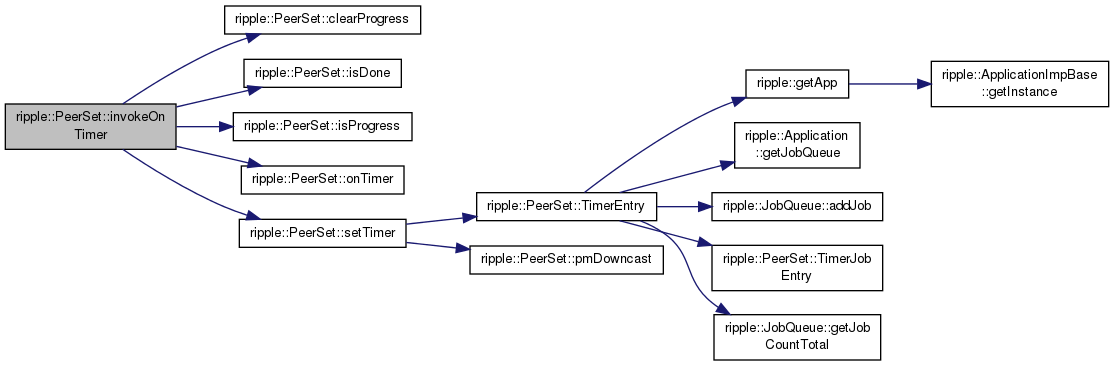 ripple::PeerSet::invokeOn
Timer
ripple::PeerSet::clearProgress
ripple::PeerSet::isDone
ripple::PeerSet::isProgress
ripple::PeerSet::onTimer
ripple::PeerSet::setTimer
ripple::PeerSet::TimerEntry
ripple::PeerSet::pmDowncast
ripple::getApp
ripple::Application
::getJobQueue
ripple::JobQueue::addJob
ripple::PeerSet::TimerJob
Entry
ripple::JobQueue::getJob
CountTotal
ripple::ApplicationImpBase
::getInstance